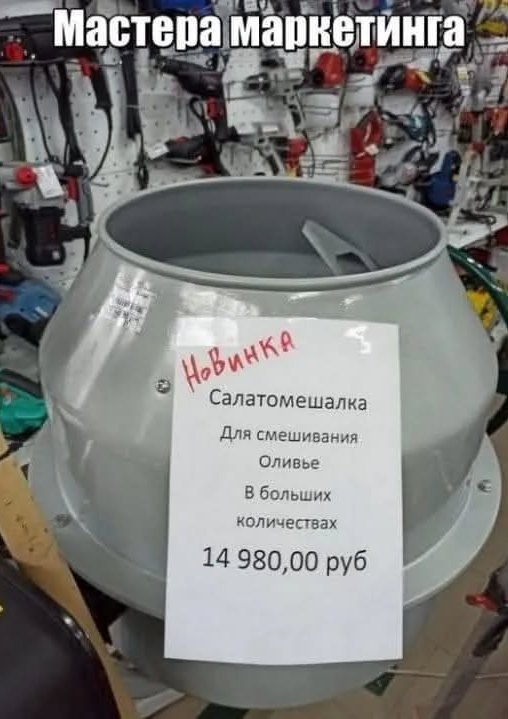 Мастера маркетинга
Новинка
Салатомешалка
Для смешивания
Оливье
В больших
количествах
14 980,00 руб